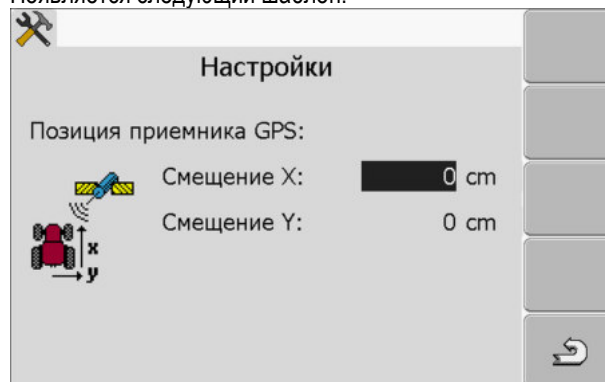 Появляется следующий шаблон:
Настройки
Позиция приемника GPS:
Смещение X: 0 cm
Смещение Y: 0 cm
x
y